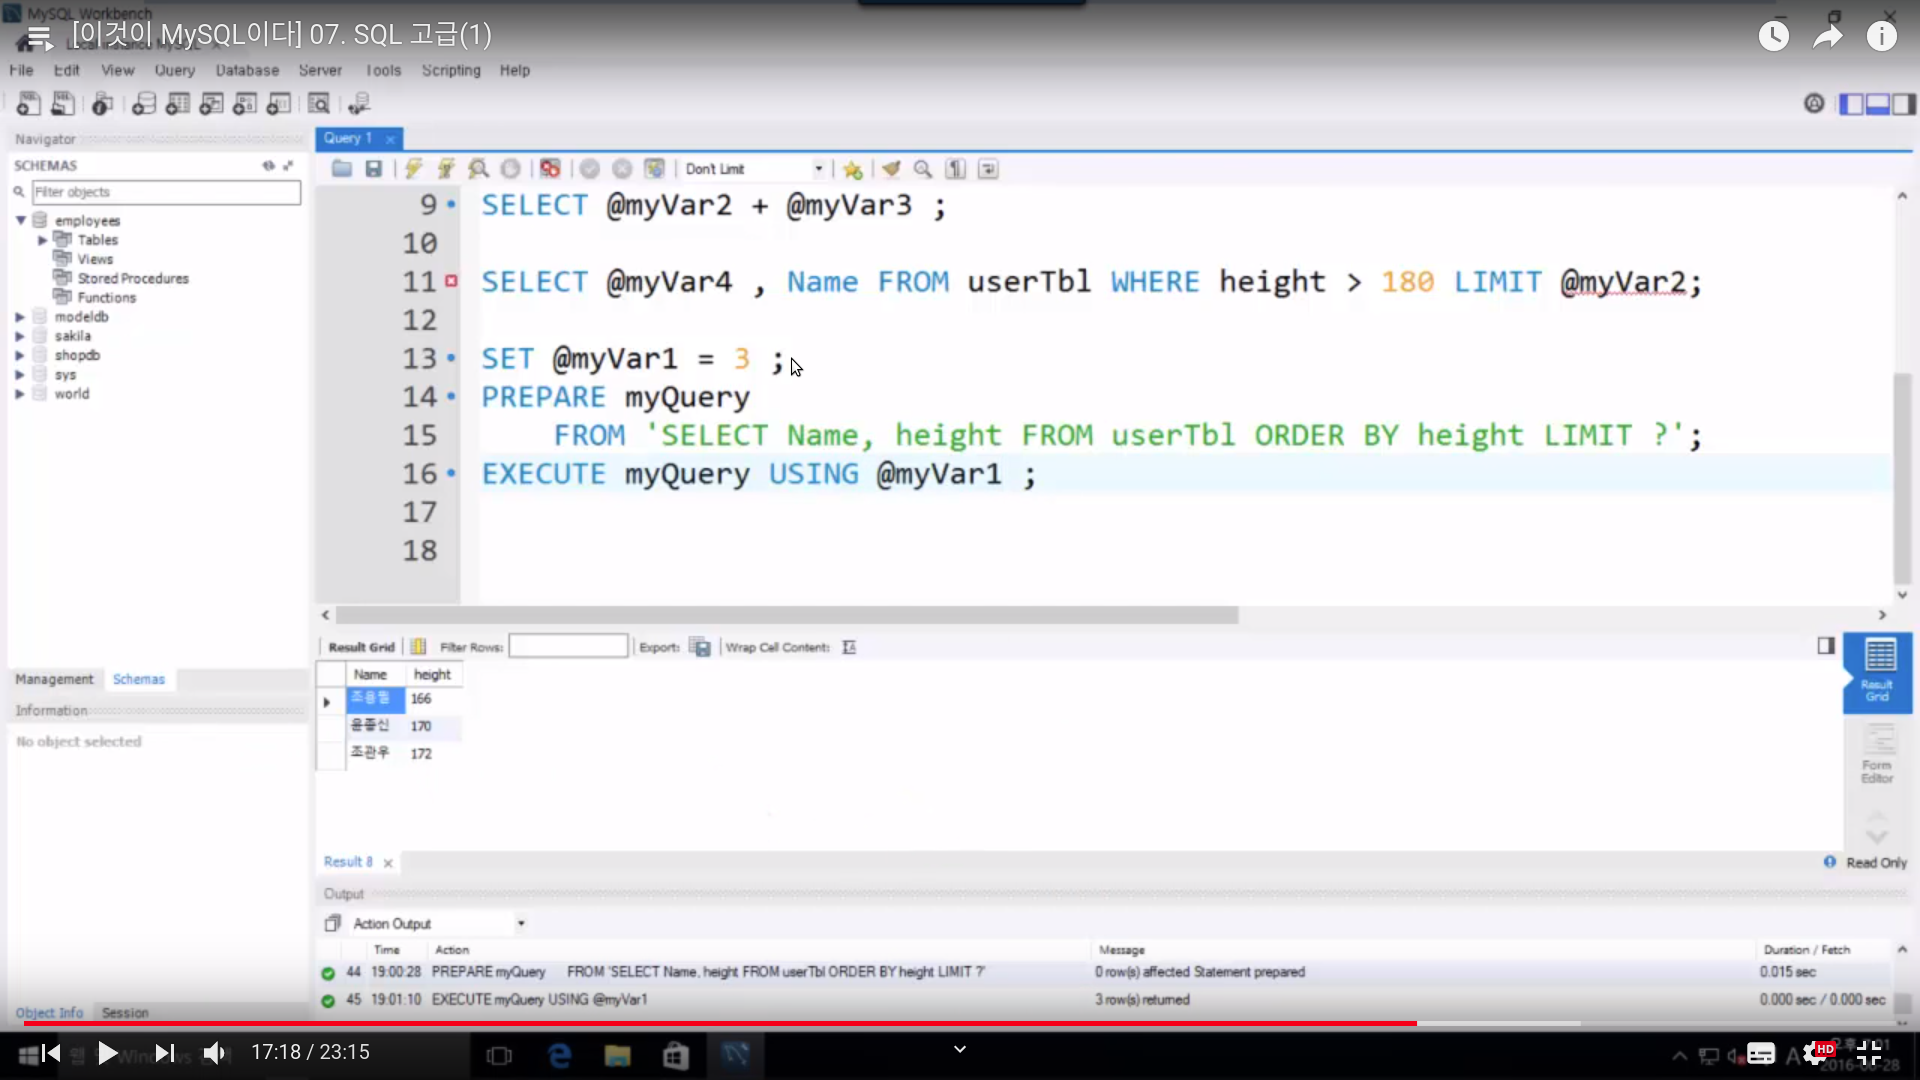 MySQL Workbench
[이것이 MySQL이다] 07. SQL 고급(1)
File Edit View Query Database Server Tools Scripting Help
Navigator
Query 1
SCHEMAS
Don't Limit
Filter objects
employees
Tables
Views
Stored Procedures
Functions
modeldb
sakila
shopdb
sys
world
9 SELECT @myVar2 + @myVar3 ;
10
11 SELECT @myVar4 , Name FROM userTbl WHERE height > 180 LIMIT @myVar2;
12
13 SET @myVar1 = 3 ;
14 PREPARE myQuery
15 FROM 'SELECT Name, height FROM userTbl ORDER BY height LIMIT ?';
16 EXECUTE myQuery USING @myVar1 ;
17
18
Management Schemas
Information
No object selected
Result Grid Filter Rows: Export: Wrap Cell Content:
Name height
조용필 166
윤종신 170
조관우 172
Result Grid
Form Editor
Result 8
Read Only
Output
Action Output
Time Action Message Duration / Fetch
44 19:00:28 PREPARE myQuery FROM 'SELECT Name, height FROM userTbl ORDER BY height LIMIT ?' 0 row(s) affected Statement prepared 0.015 sec
45 19:01:10 EXECUTE myQuery USING @myVar1 3 row(s) returned 0.000 sec / 0.000 sec
Object Info Session
17:18 / 23:15
HD